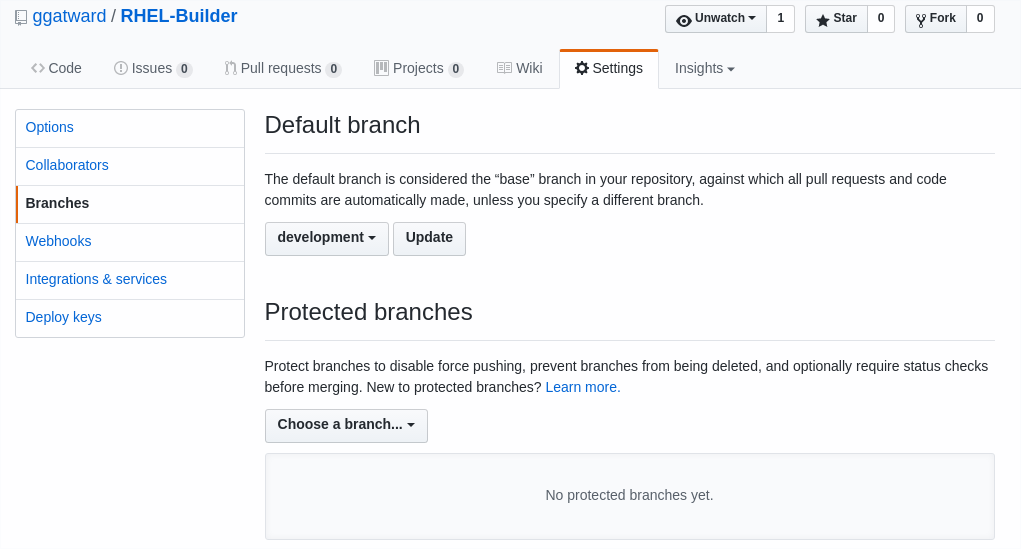 ggatward / RHEL-Builder
Unwatch 1 Star 0 Fork 0
Code Issues 0 Pull requests 0 Projects 0 Wiki Settings Insights
Options
Collaborators
Branches
Webhooks
Integrations & services
Deploy keys
Default branch
The default branch is considered the “base” branch in your repository, against which all pull requests and code
commits are automatically made, unless you specify a different branch.
development Update
Protected branches
Protect branches to disable force pushing, prevent branches from being deleted, and optionally require status checks
before merging. New to protected branches? Learn more.
Choose a branch...
No protected branches yet.